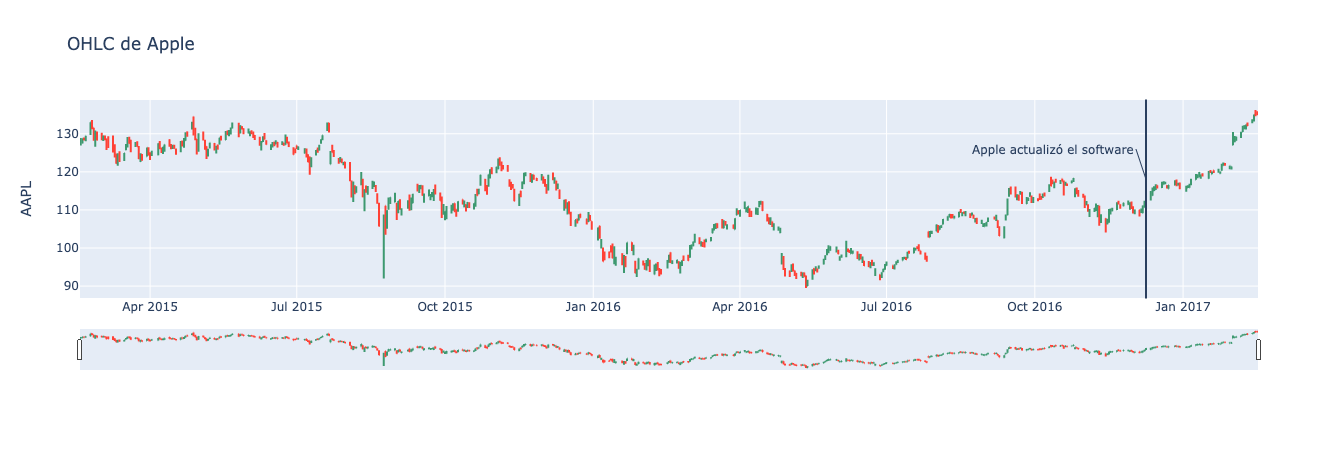 OHLC de Apple
AAPL
130
120
110
100
90
Apple actualizó el software
Apr 2015
Jul 2015
Oct 2015
Jan 2016
Apr 2016
Jul 2016
Oct 2016
Jan 2017